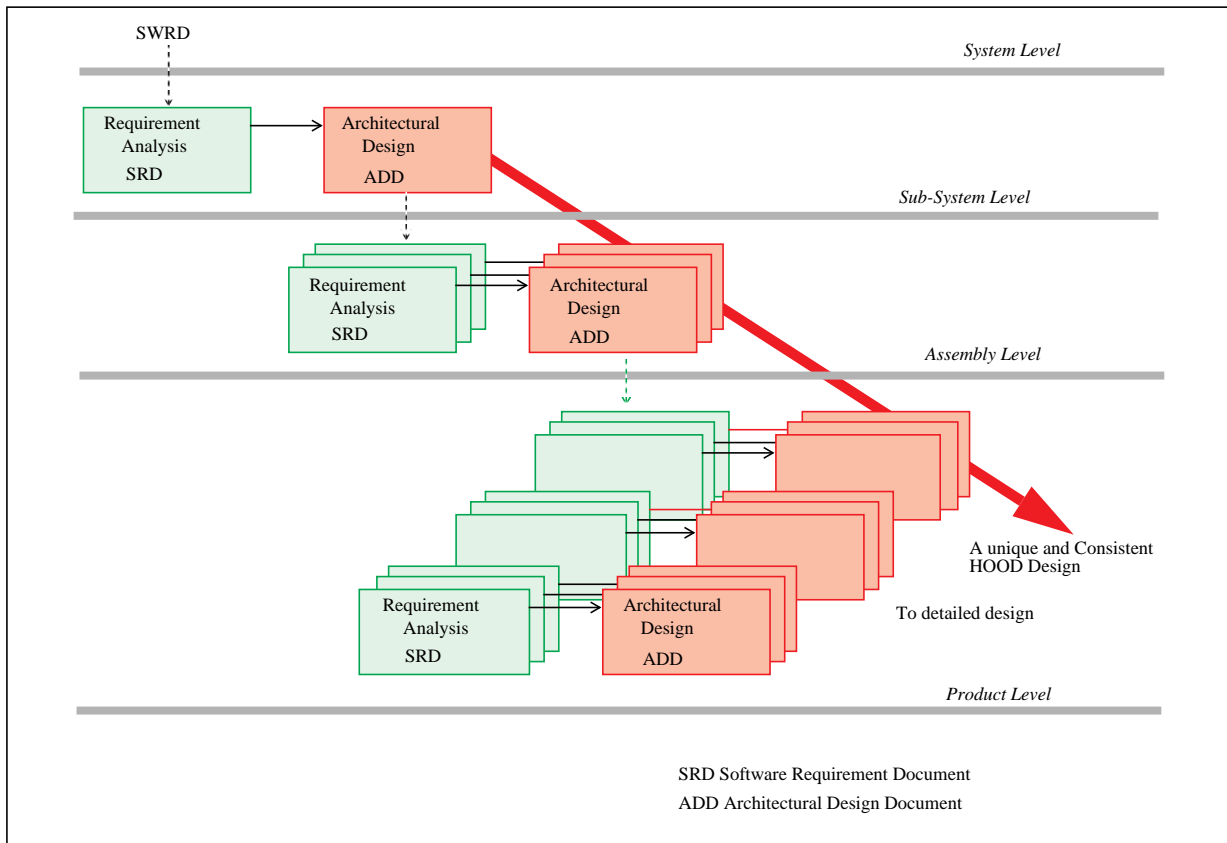 SWRD
System Level
Requirement
Analysis
SRD
Architectural
Design
ADD
Sub-System Level
Requirement
Analysis
SRD
Architectural
Design
ADD
Assembly Level
A unique and Consistent
HOOD Design
Requirement
Analysis
SRD
Architectural
Design
ADD
To detailed design
Product Level
SRD Software Requirement Document
ADD Architectural Design Document